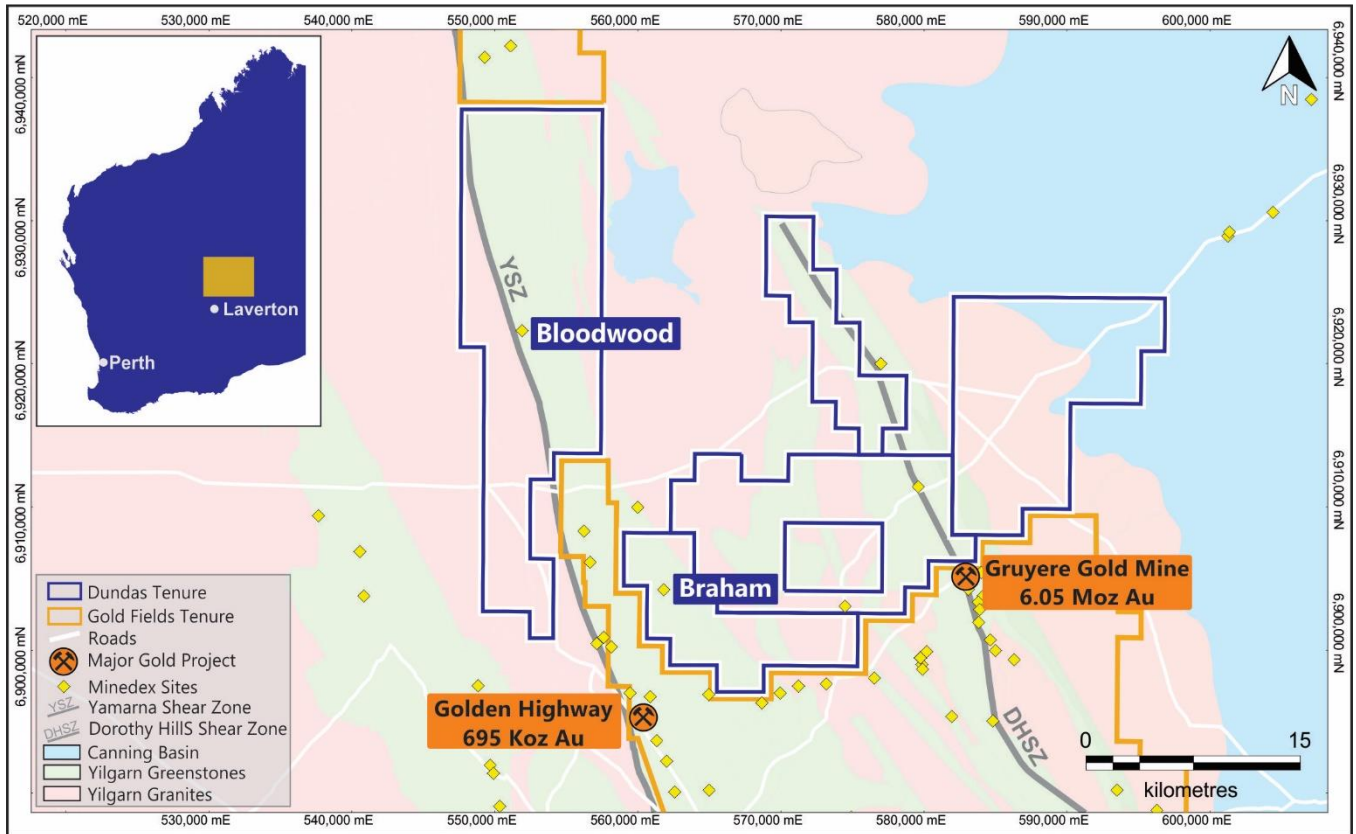 520,000 mE
530,000 mE
540,000 mE
550,000 mE
560,000 mE
570,000 mE
580,000 mE
590,000 mE
600,000 mE
6,940,000 mN
6,930,000 mN
6,920,000 mN
6,910,000 mN
6,900,000 mN
6,940,000 mN
6,930,000 mN
6,920,000 mN
6,910,000 mN
6,900,000 mN
N
Laverton
Perth
YSZ
Bloodwood
Braham
Gruyere Gold Mine
6.05 Moz Au
Golden Highway
695 Koz Au
DHSZ
Dundas Tenure
Gold Fields Tenure
Roads
Major Gold Project
Minedex Sites
YSZ Yamarna Shear Zone
DHSZ Dorothy HillS Shear Zone
Canning Basin
Yilgarn Greenstones
Yilgarn Granites
0 15
kilometres
530,000 mE
540,000 mE
550,000 mE
560,000 mE
570,000 mE
580,000 mE
590,000 mE
600,000 mE